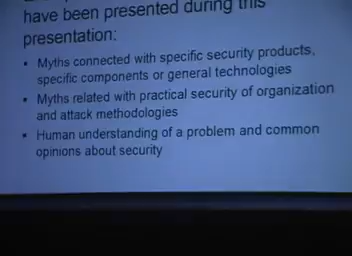 have been presented during this
presentation:
• Myths connected with specific security products,
specific components or general technologies
• Myths related with practical security of organization
and attack methodologies
• Human understanding of a problem and common
opinions about security